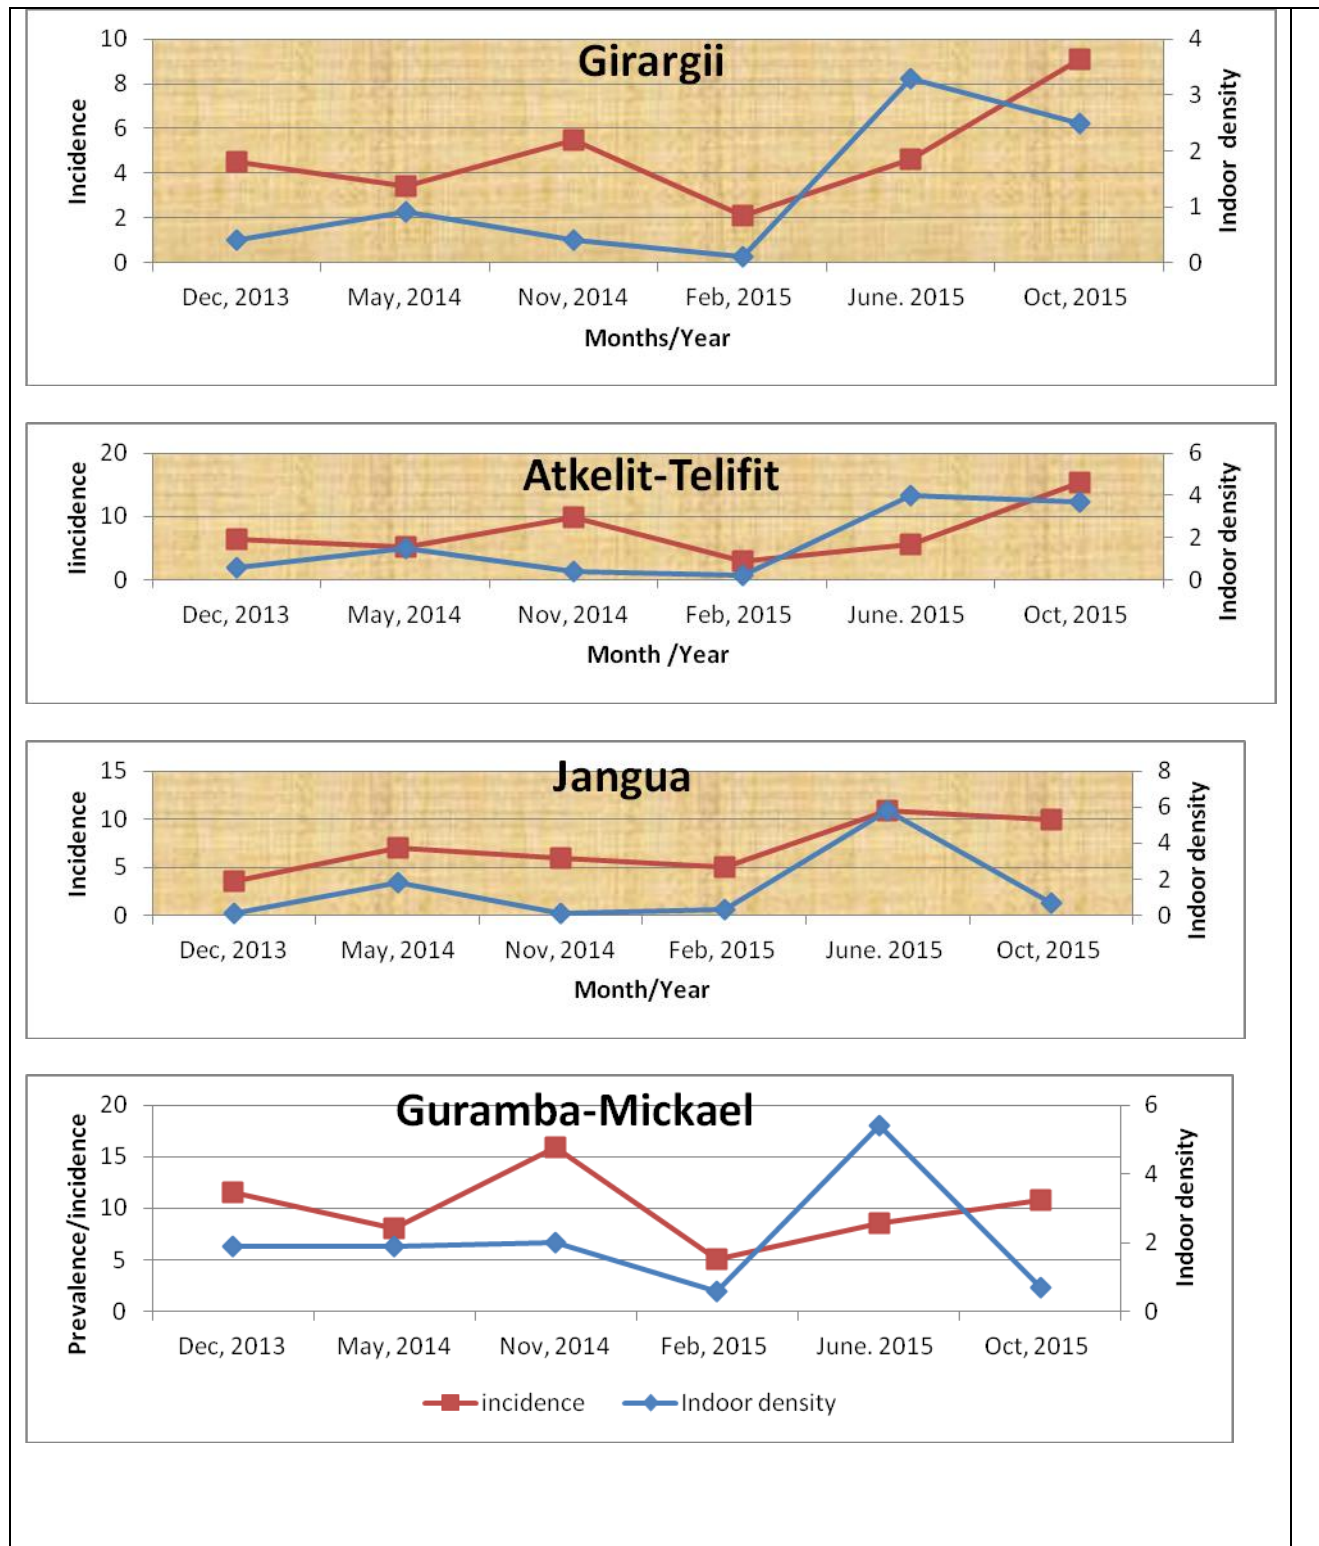 Girargii
Incidence
10
8
6
4
2
0
4
3
2
1
0
Indoor density
Dec, 2013 May, 2014 Nov, 2014 Feb, 2015 June. 2015 Oct, 2015
Months/Year
Atkelit-Telifit
Iincidence
20
10
0
6
4
2
0
Indoor density
Dec, 2013 May, 2014 Nov, 2014 Feb, 2015 June. 2015 Oct, 2015
Month /Year
Jangua
Incidence
15
10
5
0
8
6
4
2
0
Indoor density
Dec, 2013 May, 2014 Nov, 2014 Feb, 2015 June. 2015 Oct, 2015
Month/Year
Guramba-Mickael
Prevalence/incidence
20
15
10
5
0
6
4
2
0
Indoor density
Dec, 2013 May, 2014 Nov, 2014 Feb, 2015 June. 2015 Oct, 2015
incidence Indoor density